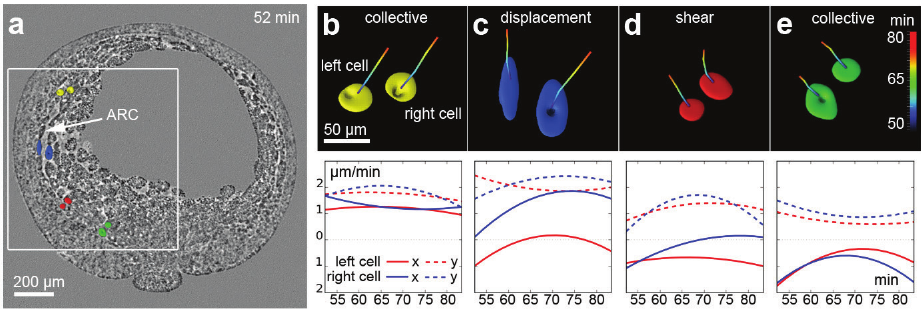 a
52 min
ARC
200 µm
b
collective
left cell
right cell
50 µm
c
displacement
d
shear
e
collective
min
80
50
µm/min
2
1
0
1
2
left cell x y
right cell x y
min
55 60 65 70 75 80
55 60 65 70 75 80
55 60 65 70 75 80
55 60 65 70 75 80